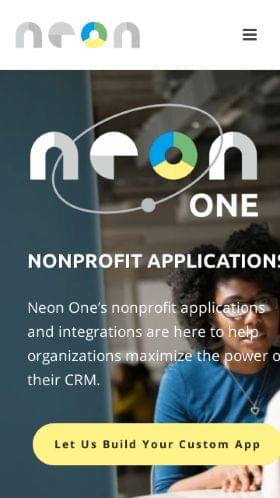 neon
neon
ONE
NONPROFIT APPLICATIONS
Neon One's nonprofit applications
and integrations are here to help
organizations maximize the power o
their CRM.
Let Us Build Your Custom App